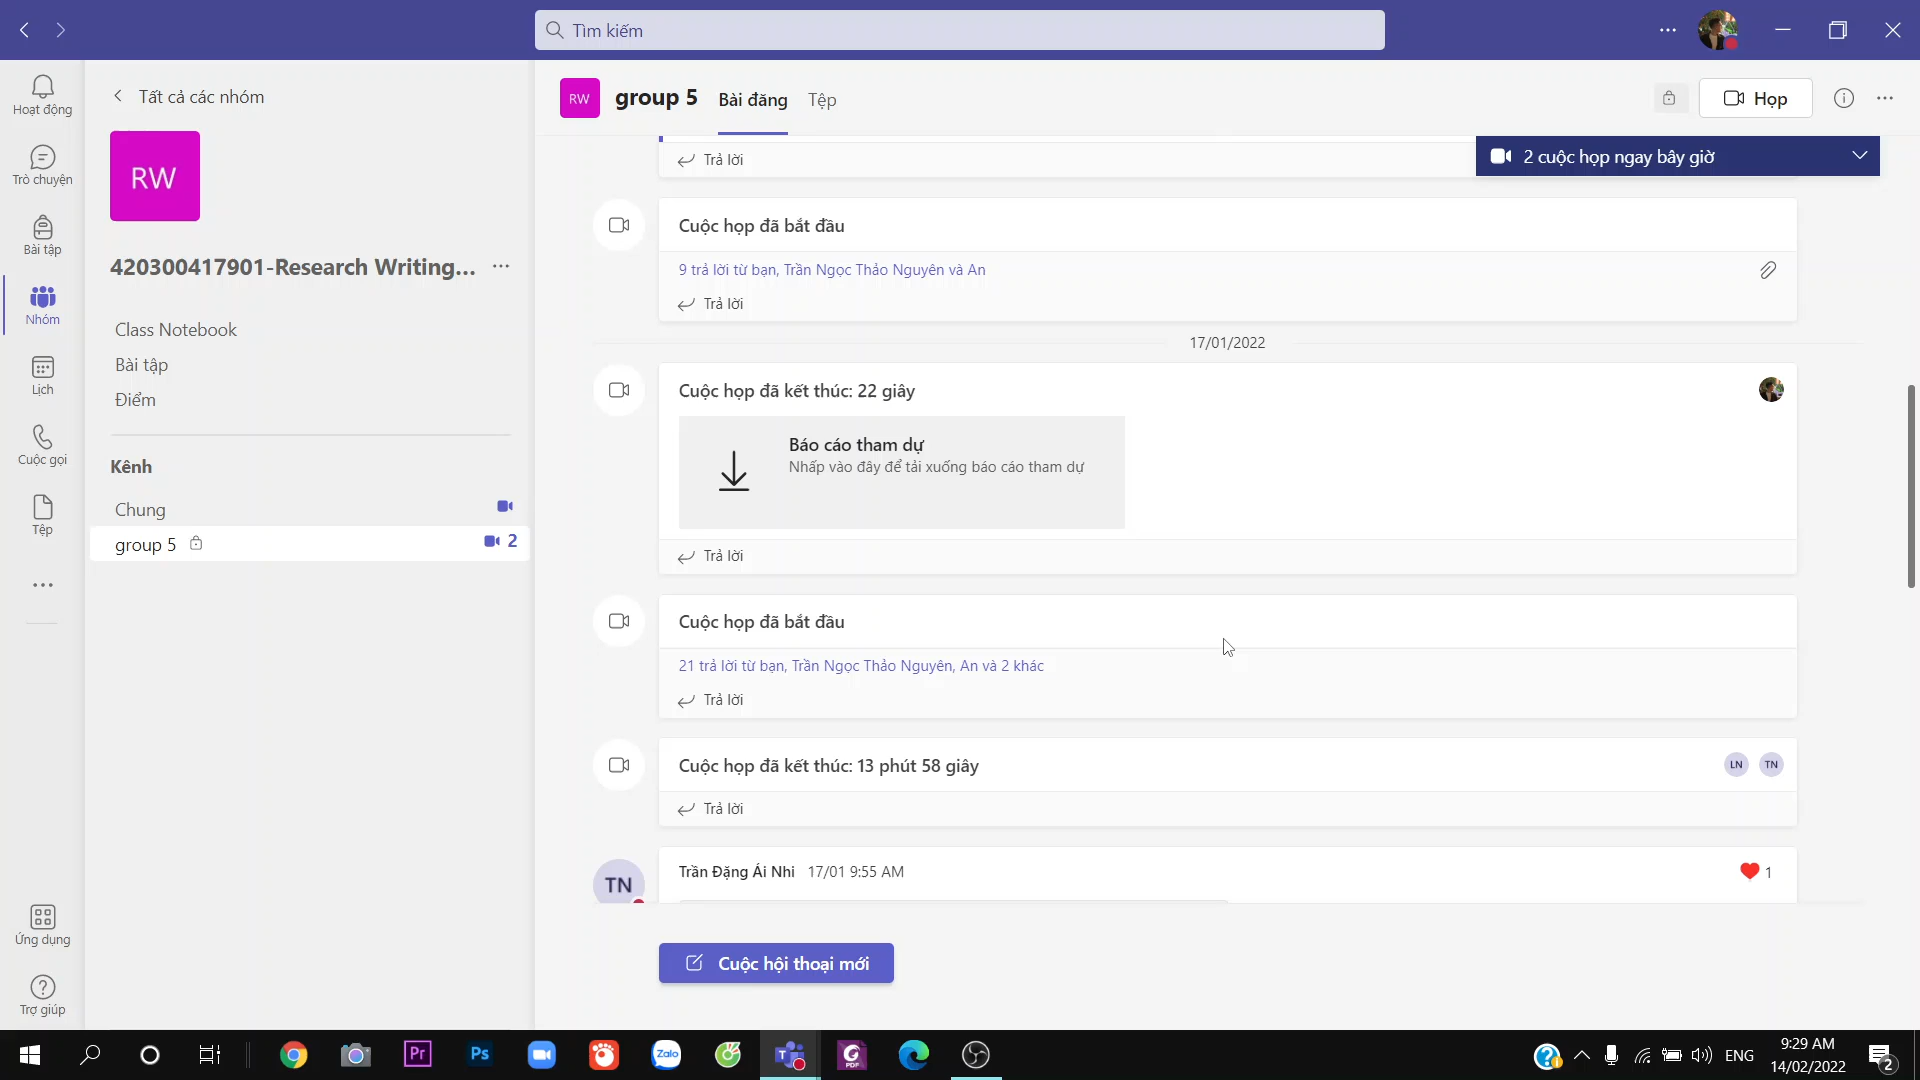 Tìm kiếm
Hoạt động
Trò chuyện
Bài tập
Nhóm
Lịch
Cuộc gọi
Tệp
Ứng dụng
Trợ giúp
Tất cả các nhóm
RW
420300417901-Research Writing...
Class Notebook
Bài tập
Điểm
Kênh
Chung
group 5
2
RW
group 5
Bài đăng
Tệp
Họp
2 cuộc họp ngay bây giờ
Trả lời
Cuộc họp đã bắt đầu
9 trả lời từ bạn, Trần Ngọc Thảo Nguyên và An
Trả lời
17/01/2022
Cuộc họp đã kết thúc: 22 giây
Báo cáo tham dự
Nhấp vào đây để tải xuống báo cáo tham dự
Trả lời
Cuộc họp đã bắt đầu
21 trả lời từ bạn, Trần Ngọc Thảo Nguyên, An và 2 khác
Trả lời
Cuộc họp đã kết thúc: 13 phút 58 giây
LN
TN
Trả lời
TN
Trần Đặng Ái Nhi 17/01 9:55 AM
1
Cuộc hội thoại mới
Pr
Ps
Zalo
T
PDF
ENG
9:29 AM
14/02/2022
2